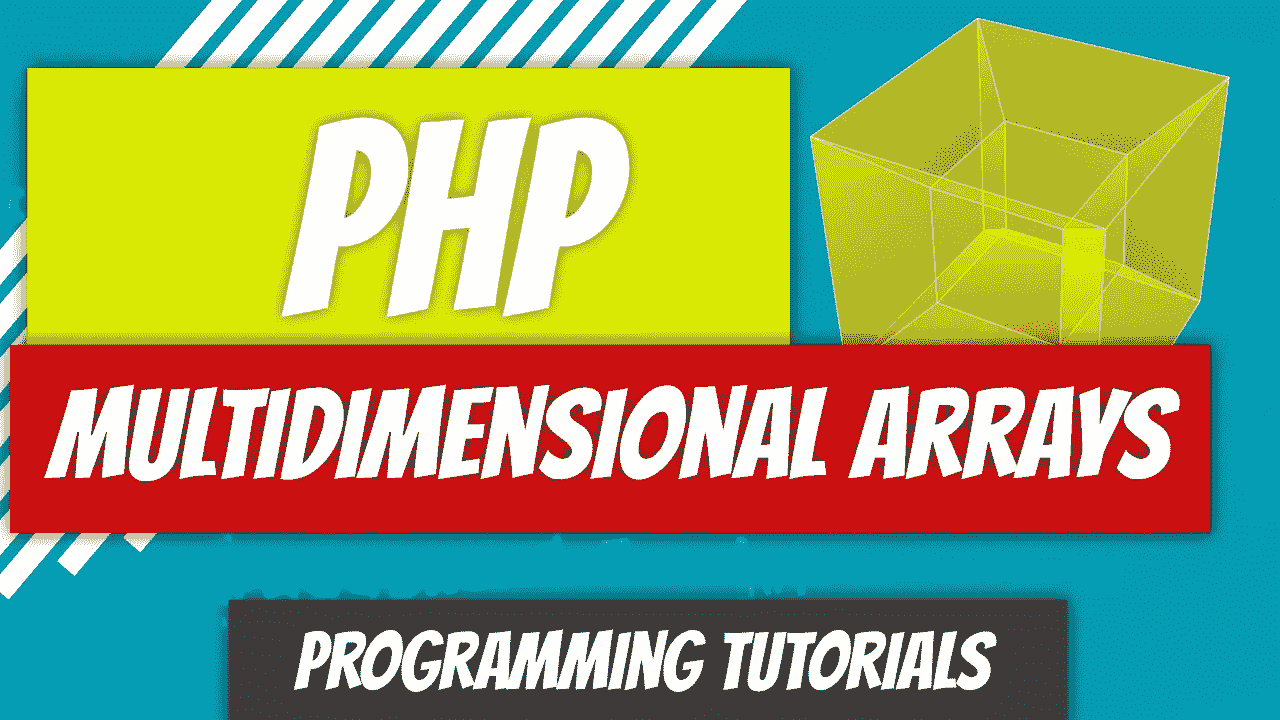 PHP
MULTIDIMENSIONAL ARRAYS
PROGRAMMING TUTORIALS